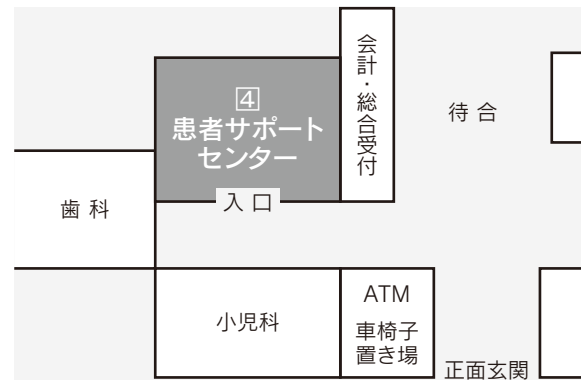 4
患者サポート
センター
入口
会計・総合受付
待合
歯科
小児科
ATM
車椅子
置き場
正面玄関